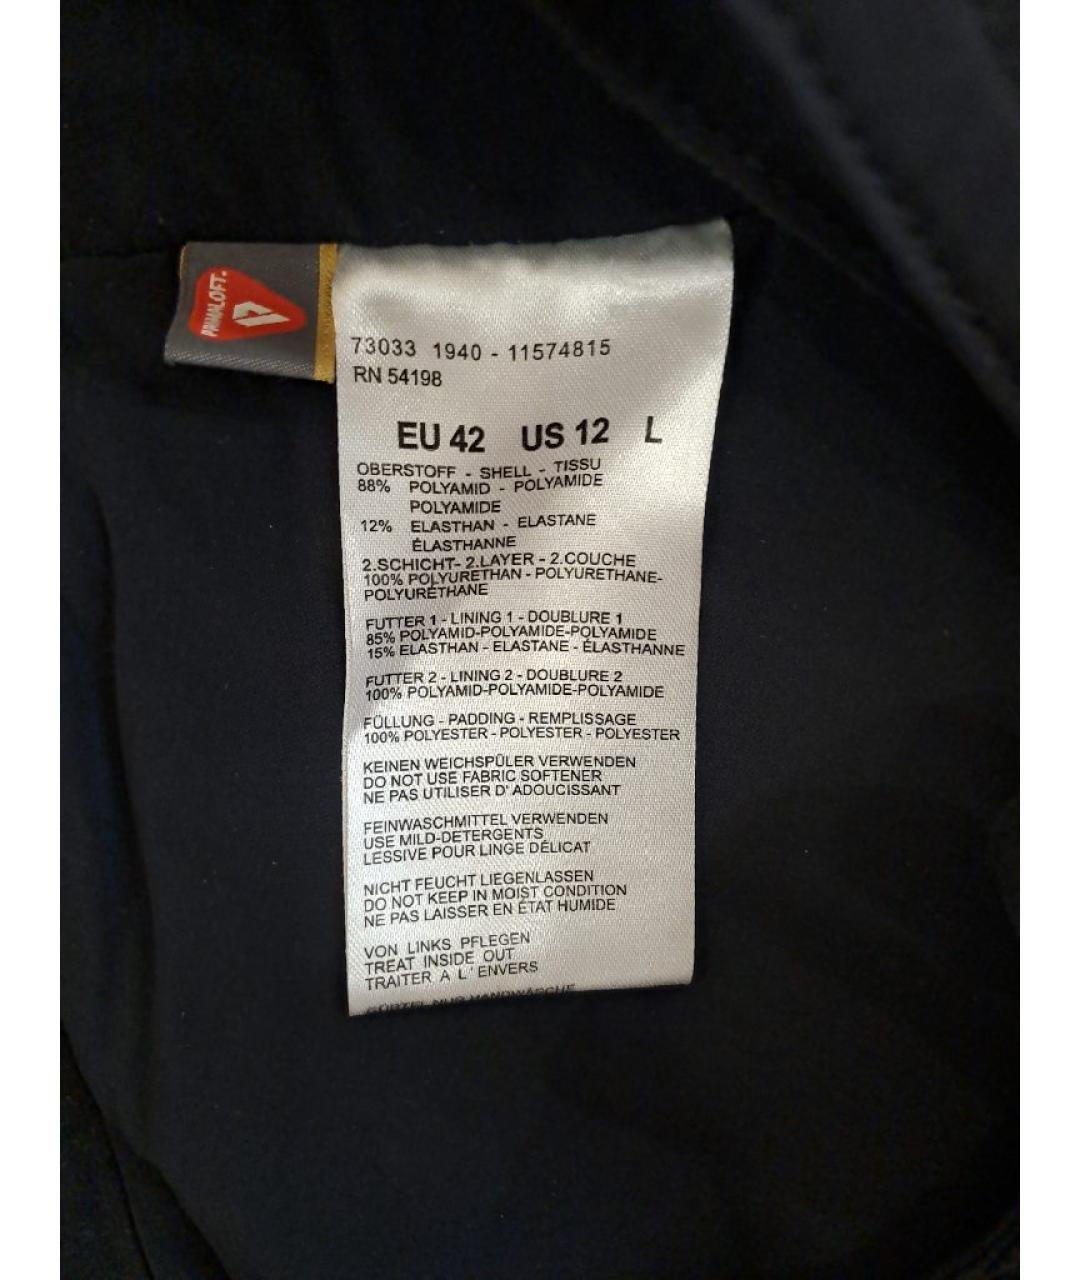 PRIMALOFT
73033 1940 - 11574815
RN 54198
EU 42 US 12 L
OBERSTOFF - SHELL - TISSU
88% POLYAMID - POLYAMIDE
POLYAMIDE
12% ELASTHAN - ELASTANE
ÉLASTHANNE
2.SCHICHT- 2.LAYER - 2.COUCHE
100% POLYURETHAN - POLYURETHANE-
POLYURÉTHANE
FUTTER 1 - LINING 1 - DOUBLURE 1
85% POLYAMID-POLYAMIDE-POLYAMIDE
15% ELASTHAN - ELASTANE - ÉLASTHANNE
FUTTER 2 - LINING 2 - DOUBLURE 2
100% POLYAMID-POLYAMIDE-POLYAMIDE
FÜLLUNG - PADDING - REMPLISSAGE
100% POLYESTER - POLYESTER - POLYESTER
KEINEN WEICHSPÜLER VERWENDEN
DO NOT USE FABRIC SOFTENER
NE PAS UTILISER D' ADOUCISSANT
FEINWASCHMITTEL VERWENDEN
USE MILD-DETERGENTS
LESSIVE POUR LINGE DÉLICAT
NICHT FEUCHT LIEGENLASSEN
DO NOT KEEP IN MOIST CONDITION
NE PAS LAISSER EN ÉTAT HUMIDE
VON LINKS PFLEGEN
TREAT INSIDE OUT
TRAITER A L' ENVERS
GÜRTEL NUR HANDWÄSCHE